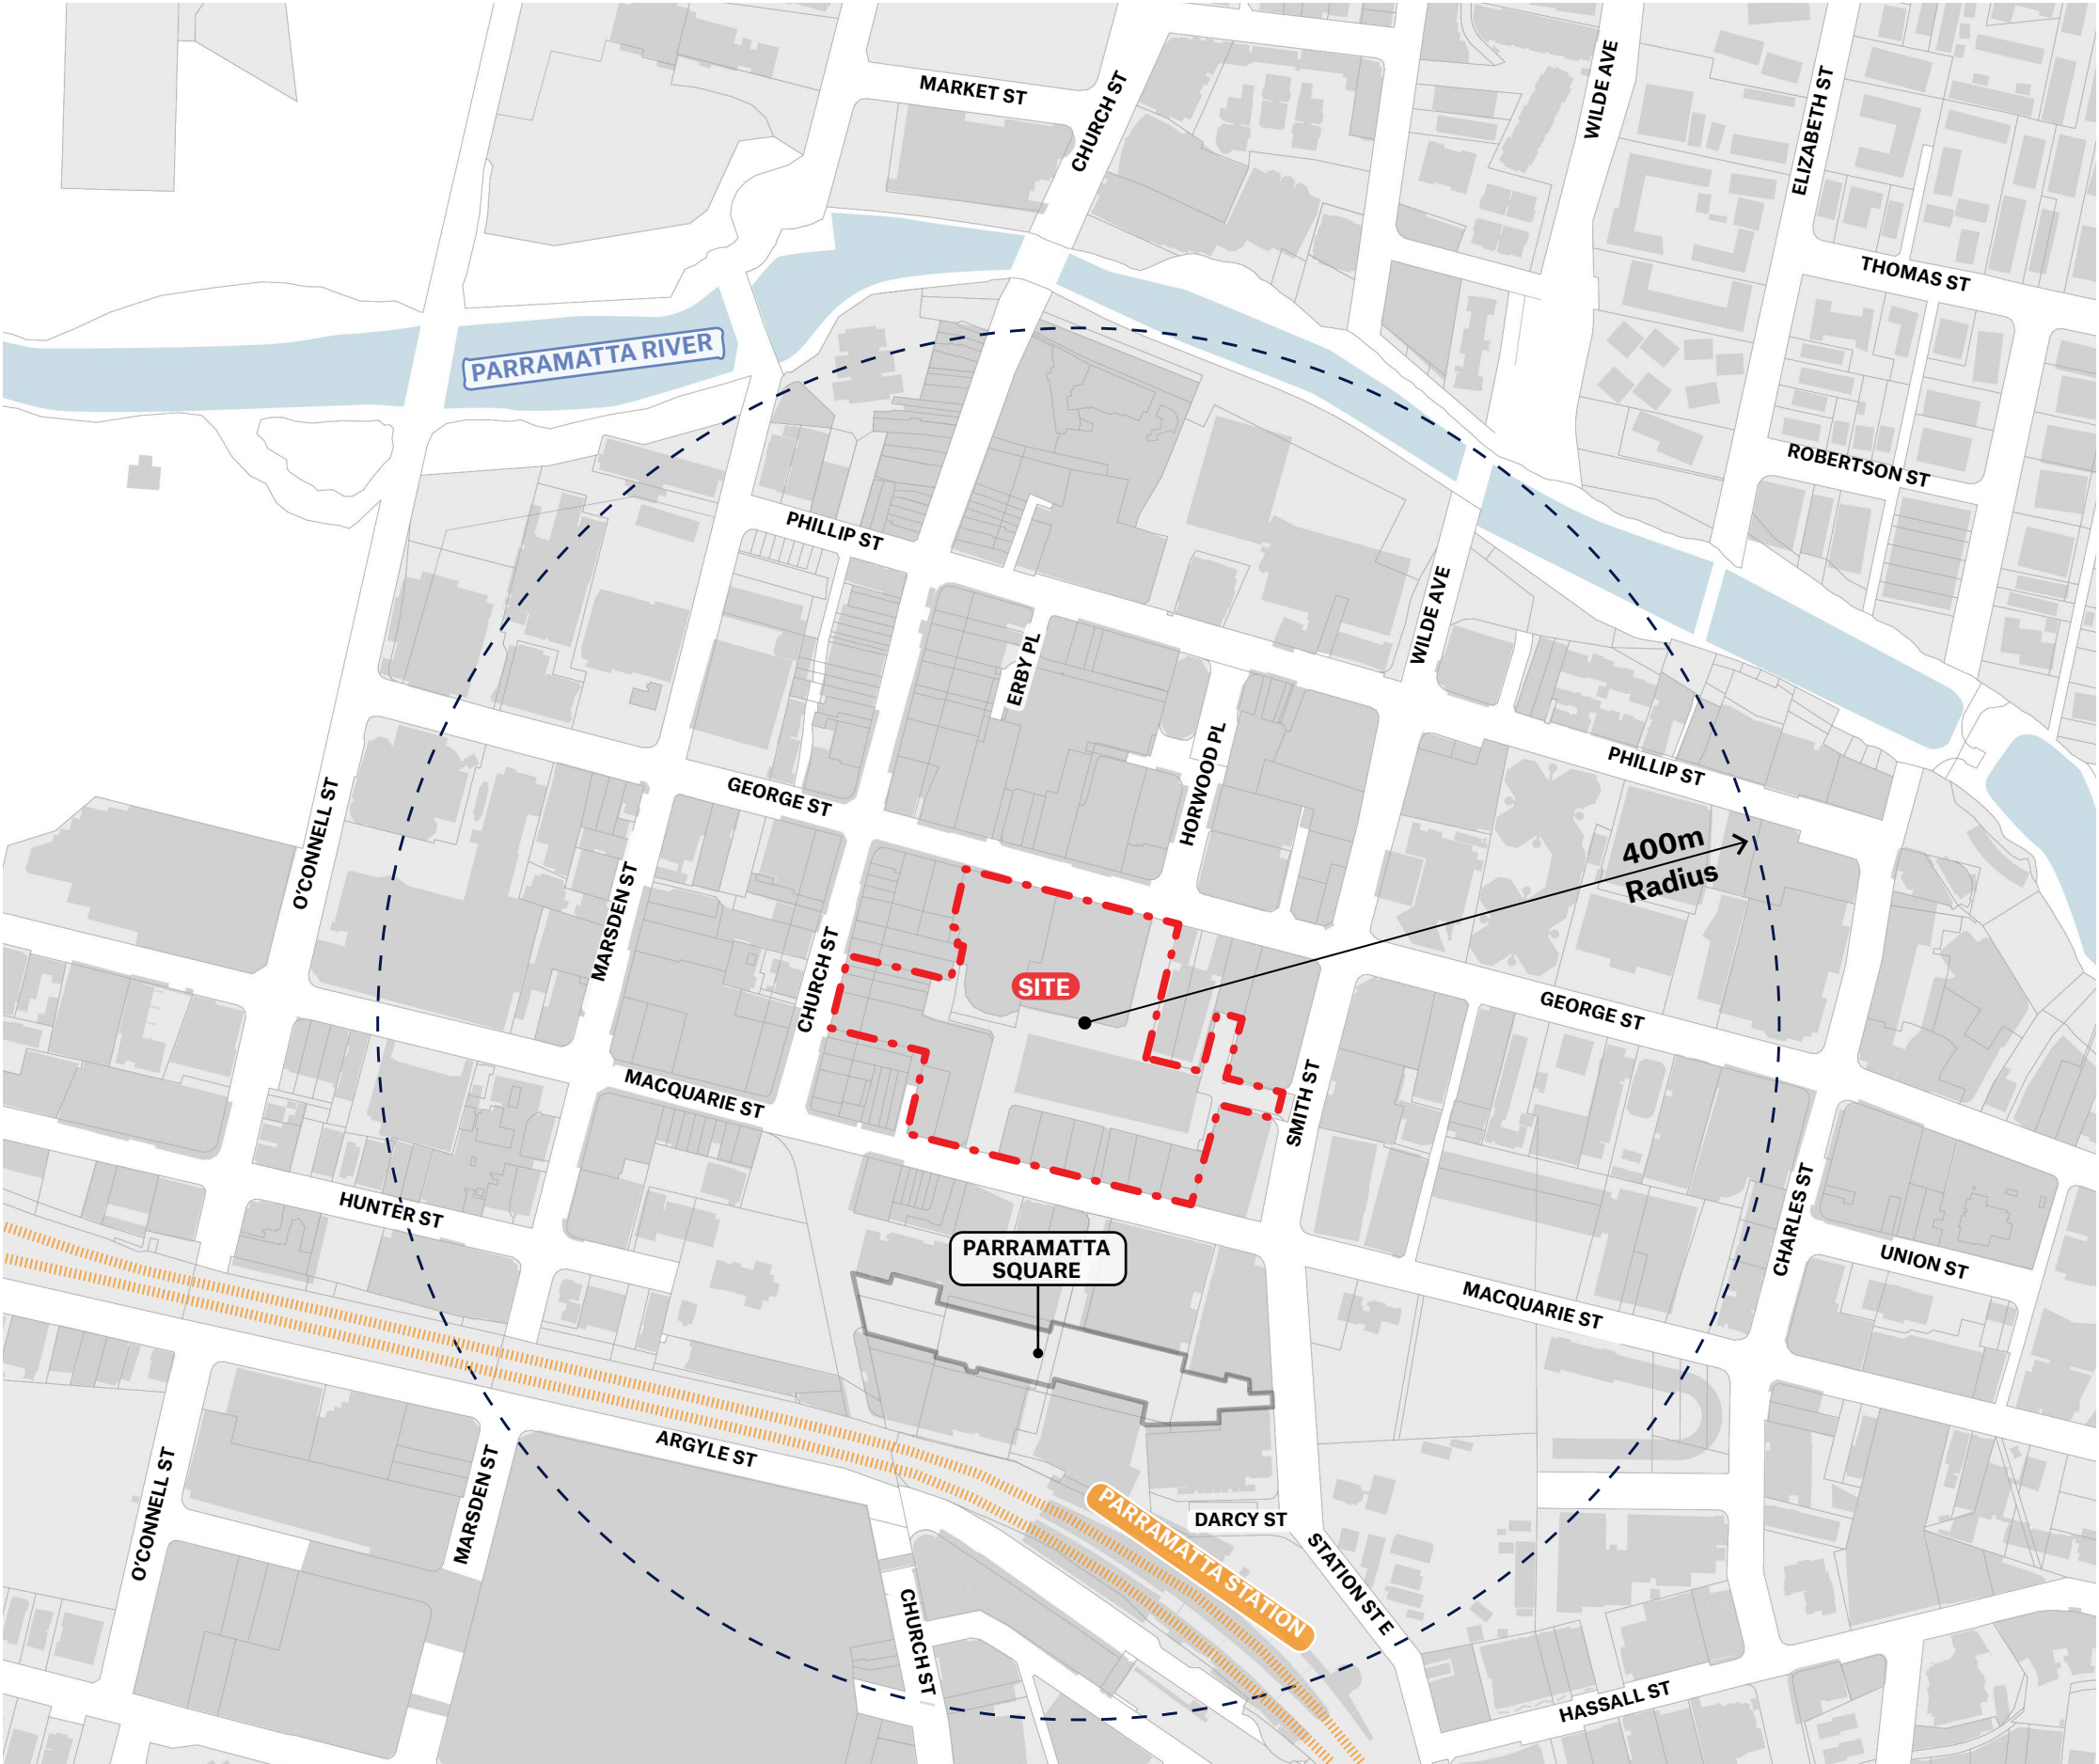 MARKET ST
CHURCH ST
WILDE AVE
ELIZABETH ST
THOMAS ST
PARRAMATTA RIVER
ROBERTSON ST
PHILLIP ST
WILDE AVE
ERBY PL
HORWOOD PL
PHILLIP ST
GEORGE ST
O'CONNELL ST
400m
Radius
MARSDEN ST
CHURCH ST
SITE
GEORGE ST
MACQUARIE ST
SMITH ST
HUNTER ST
CHARLES ST
PARRAMATTA
SQUARE
UNION ST
MACQUARIE ST
ARGYLE ST
O'CONNELL ST
MARSDEN ST
PARRAMATTA STATION
DARCY ST
STATION ST E
CHURCH ST
HASSALL ST